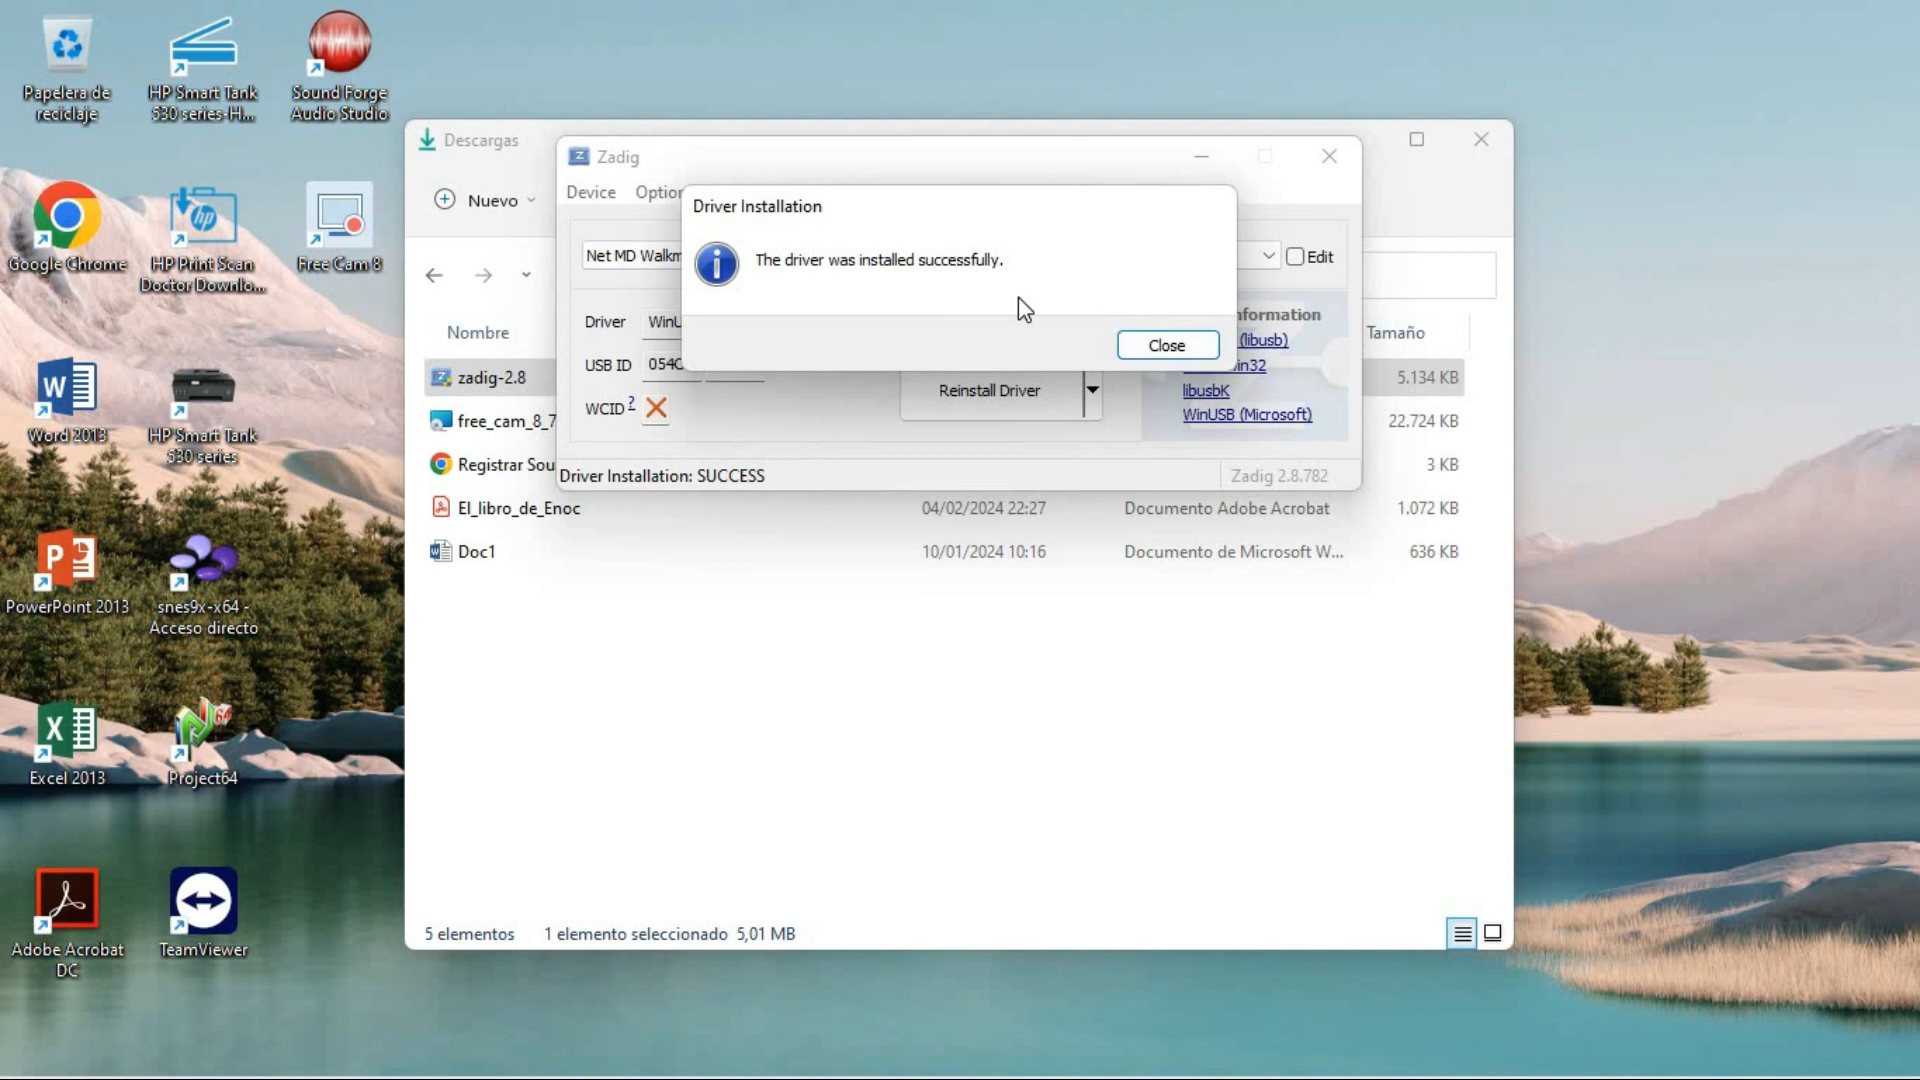 Papelera de
reciclaje
HP Smart Tank
530 series-H...
Sound Forge
Audio Studio
Google Chrome
HP Print Scan
Doctor Downlo...
Free Cam 8
Word 2013
HP Smart Tank
530 series
PowerPoint 2013
snes9x-x64 -
Acceso directo
Excel 2013
Project64
Adobe Acrobat
DC
TeamViewer
Descargas
Nuevo
Nombre
Tamaño
zadig-2.8
5.134 KB
free_cam_8_7
22.724 KB
Registrar Sou
3 KB
El_libro_de_Enoc
04/02/2024 22:27
Documento Adobe Acrobat
1.072 KB
Doc1
10/01/2024 10:16
Documento de Microsoft W...
636 KB
5 elementos
1 elemento seleccionado 5,01 MB
Zadig
Device
Option
Net MD Walkm
Edit
Driver
WinU
USB ID
054C
WCID ?
Reinstall Driver
nformation
(libusb)
in32
libusbK
WinUSB (Microsoft)
Driver Installation: SUCCESS
Zadig 2.8.782
Driver Installation
The driver was installed successfully.
Close